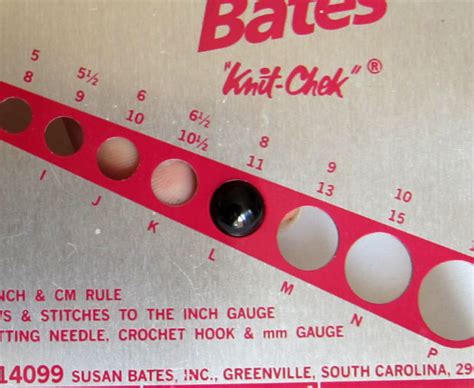 Bates
"Knit-Chek"®
5 5½ 6 6½ 8 9 10
8 9 10 10½ 11 13 15
I J K L M N P
NCH & CM RULE
WS & STITCHES TO THE INCH GAUGE
TTING NEEDLE, CROCHET HOOK & mm GAUGE
14099 SUSAN BATES, INC., GREENVILLE, SOUTH CAROLINA, 29